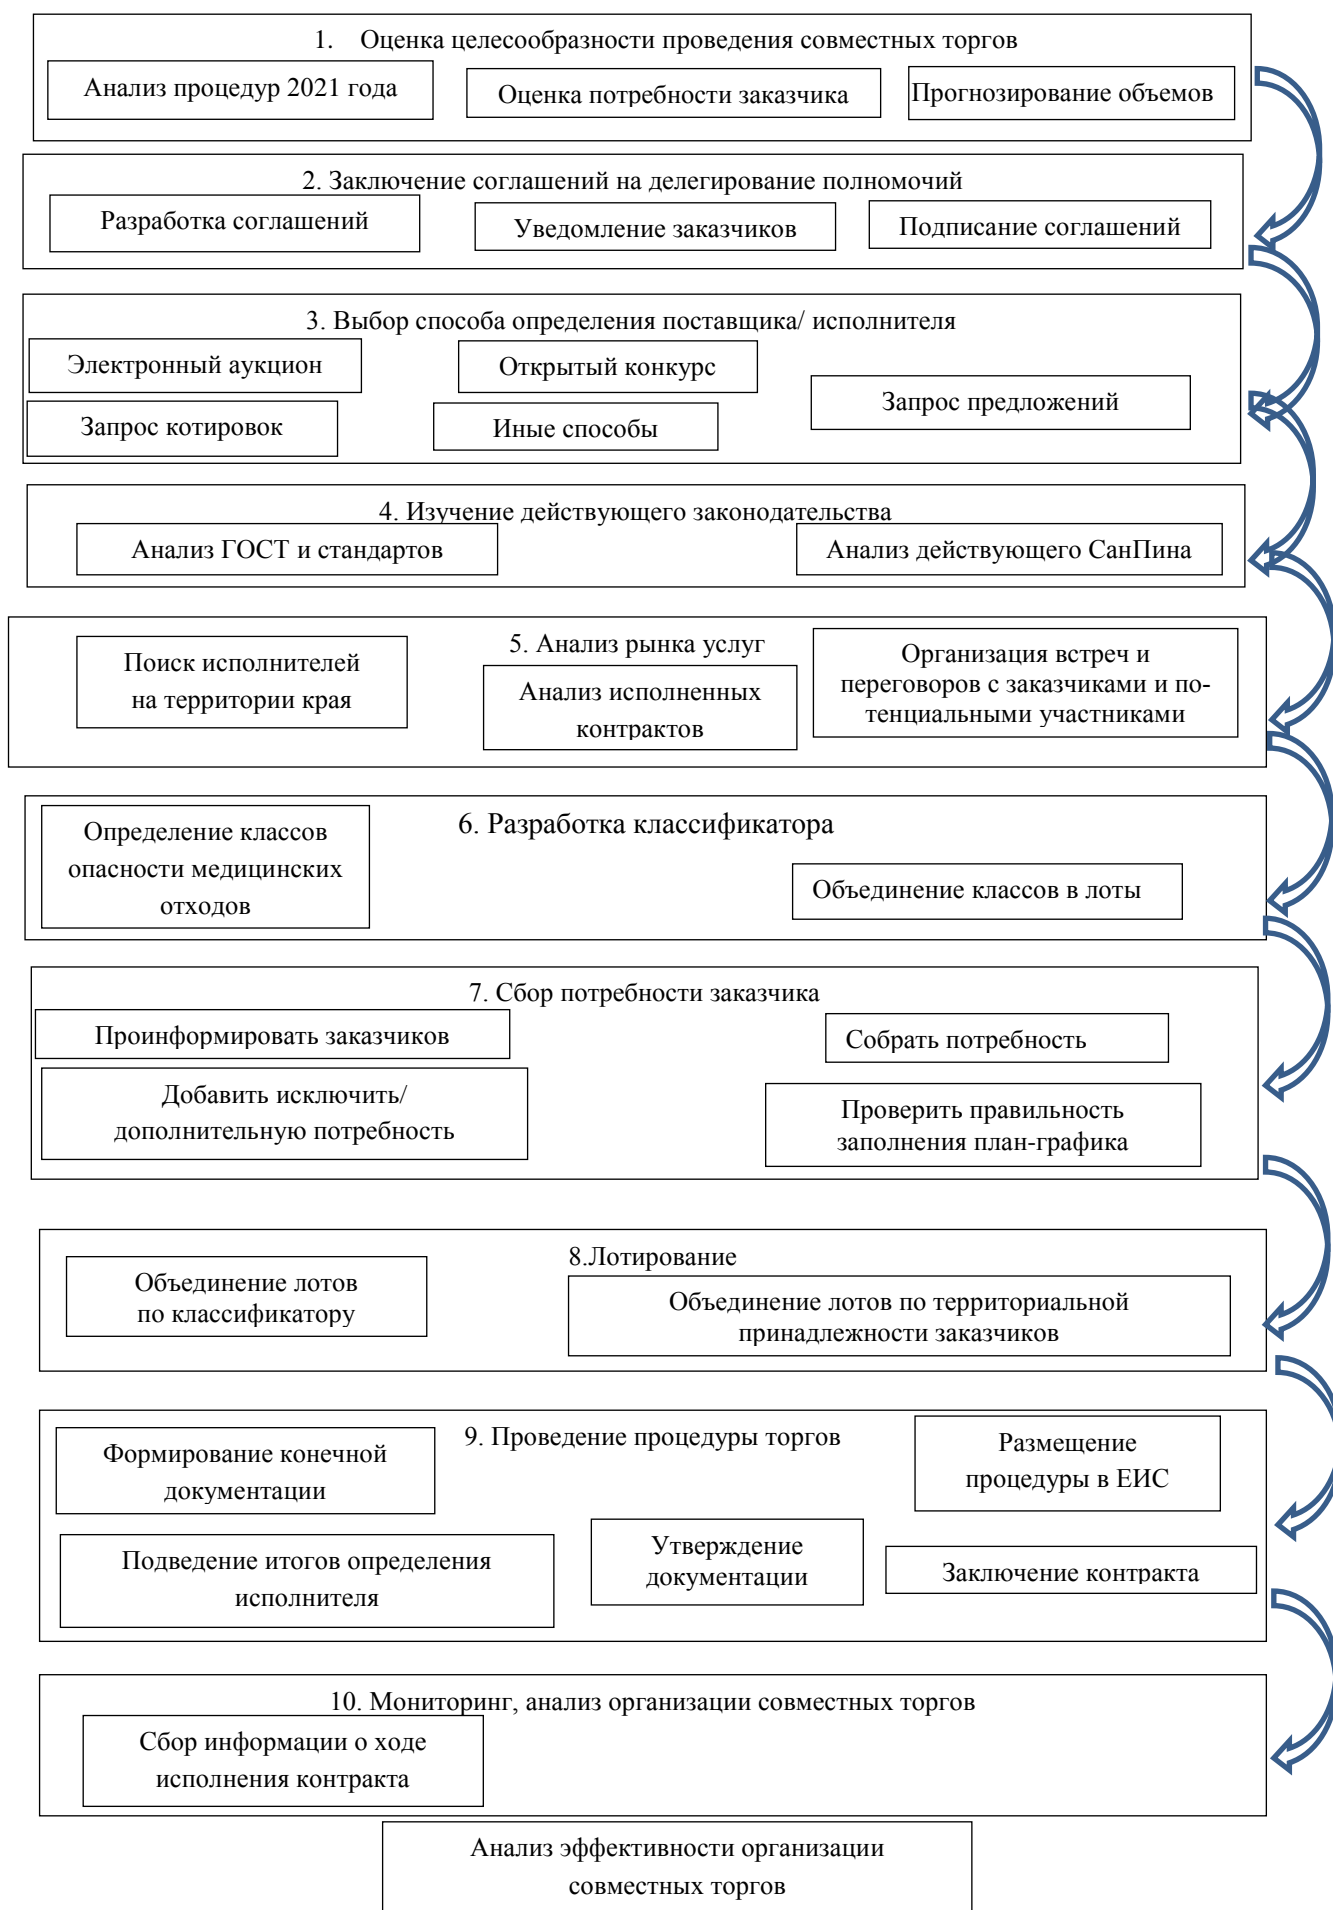 1. Оценка целесообразности проведения совместных торгов
Анализ процедур 2021 года
Оценка потребности заказчика
Прогнозирование объемов
2. Заключение соглашений на делегирование полномочий
Разработка соглашений
Уведомление заказчиков
Подписание соглашений
3. Выбор способа определения поставщика/ исполнителя
Электронный аукцион
Открытый конкурс
Запрос предложений
Запрос котировок
Иные способы
4. Изучение действующего законодательства
Анализ ГОСТ и стандартов
Анализ действующего СанПина
5. Анализ рынка услуг
Поиск исполнителей
на территории края
Анализ исполненных
контрактов
Организация встреч и
переговоров с заказчиками и по-
тенциальными участниками
6. Разработка классификатора
Определение классов
опасности медицинских
отходов
Объединение классов в лоты
7. Сбор потребности заказчика
Проинформировать заказчиков
Собрать потребность
Добавить исключить/
дополнительную потребность
Проверить правильность
заполнения план-графика
8.Лотирование
Объединение лотов
по классификатору
Объединение лотов по территориальной
принадлежности заказчиков
9. Проведение процедуры торгов
Формирование конечной
документации
Размещение
процедуры в ЕИС
Подведение итогов определения
исполнителя
Утверждение
документации
Заключение контракта
10. Мониторинг, анализ организации совместных торгов
Сбор информации о ходе
исполнения контракта
Анализ эффективности организации
совместных торгов